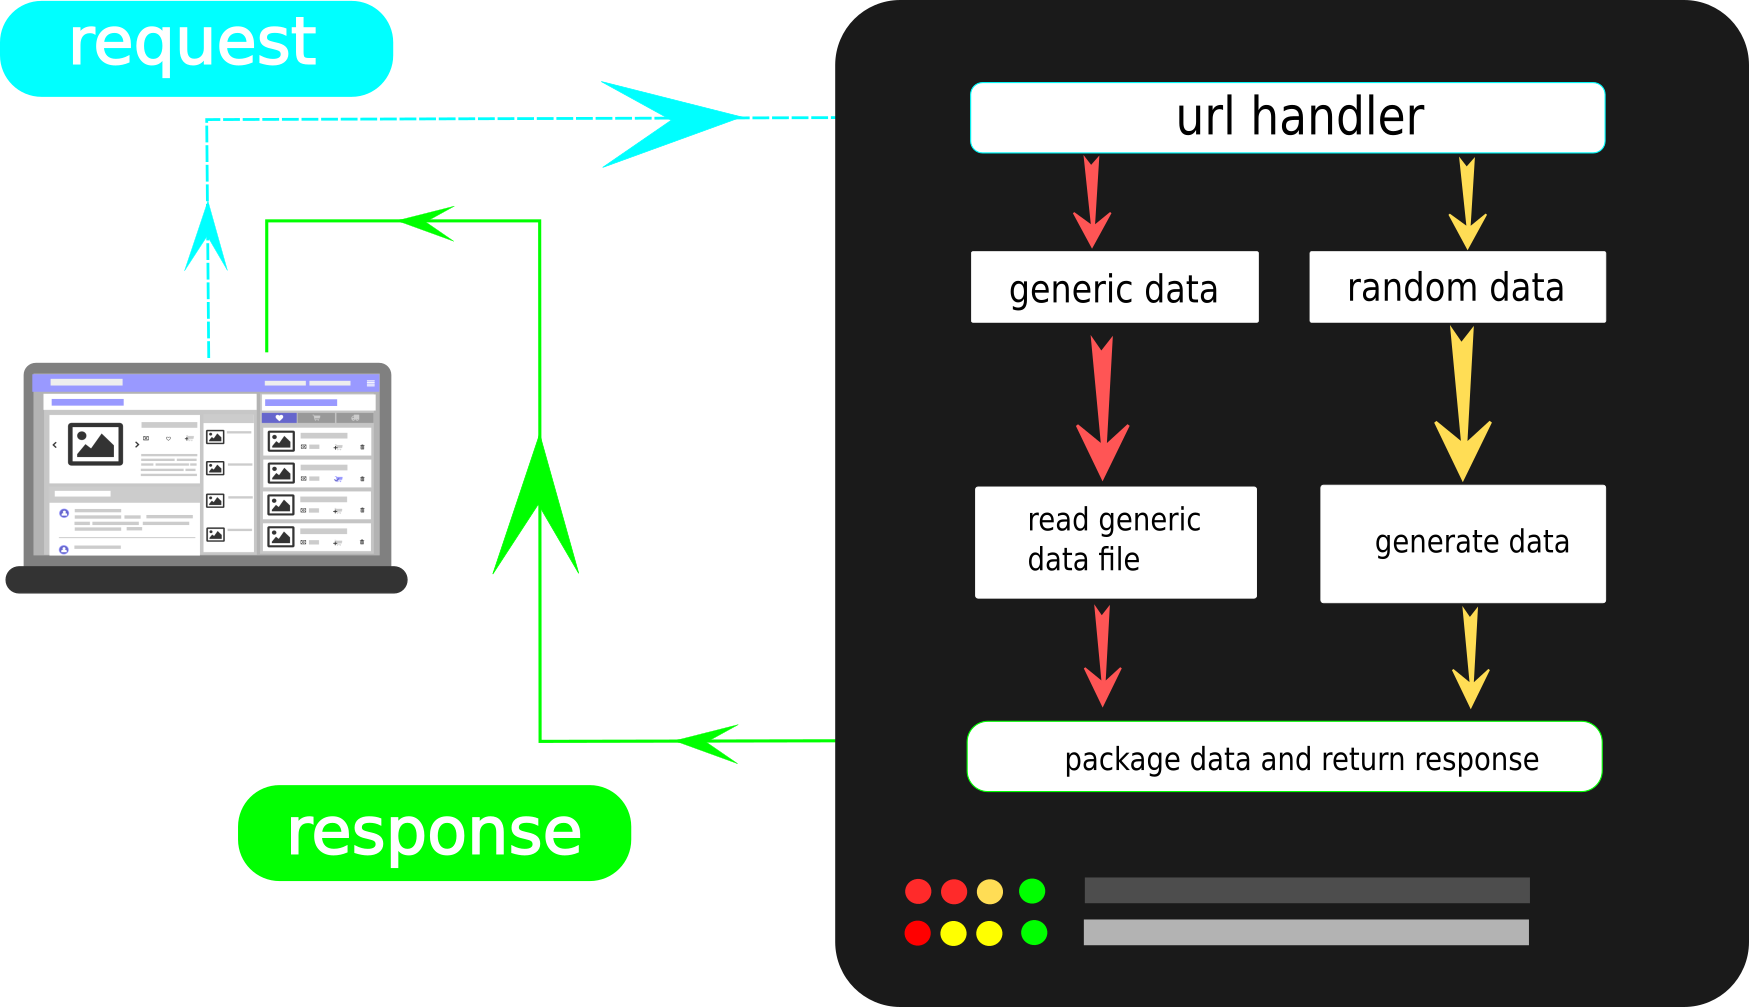 request
url handler
generic data
random data
read generic
data file
generate data
package data and return response
response